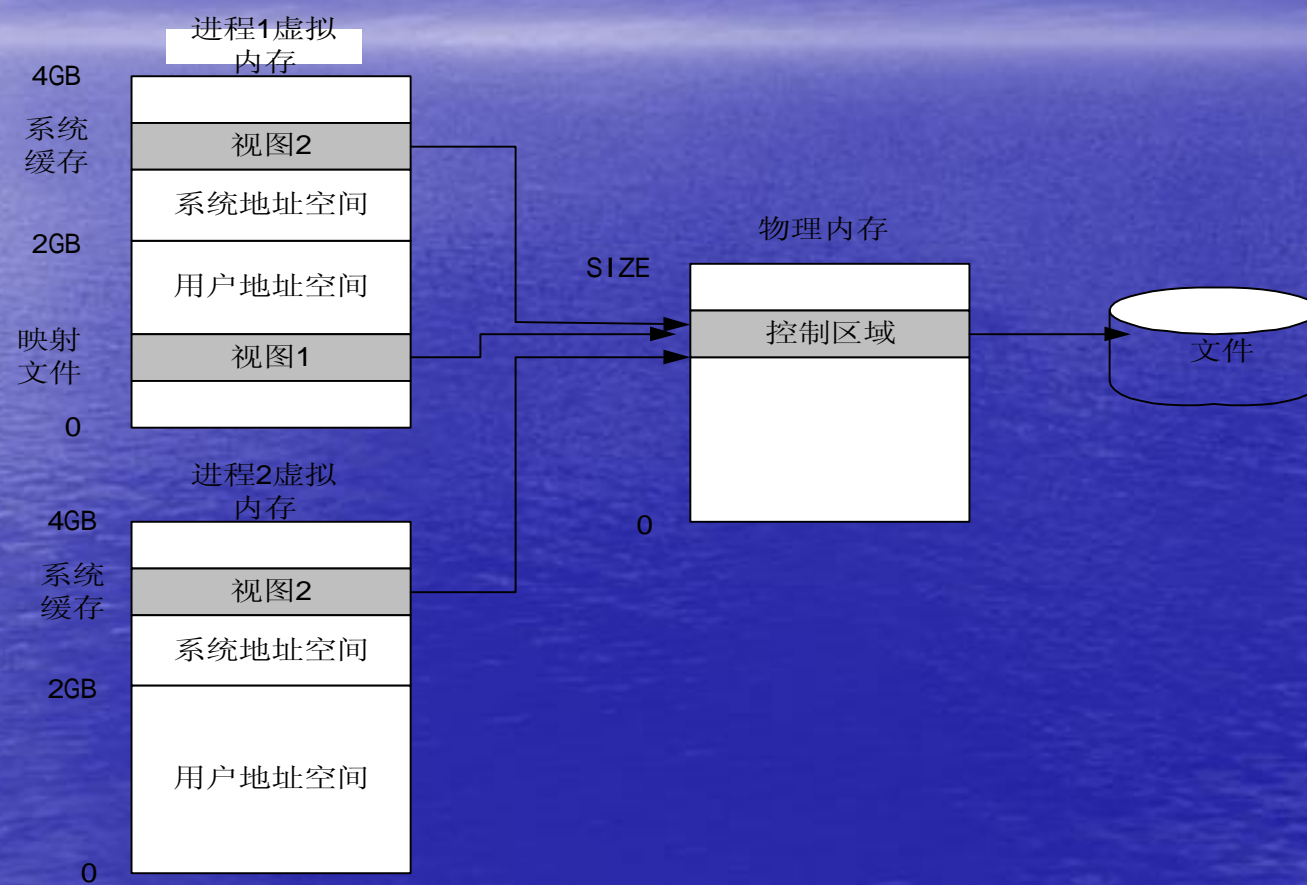 进程1虚拟
内存
4GB
系统
缓存
视图2
系统地址空间
2GB
用户地址空间
映射
文件
视图1
0
进程2虚拟
内存
4GB
系统
缓存
视图2
系统地址空间
2GB
用户地址空间
0
物理内存
SIZE
控制区域
0
文件